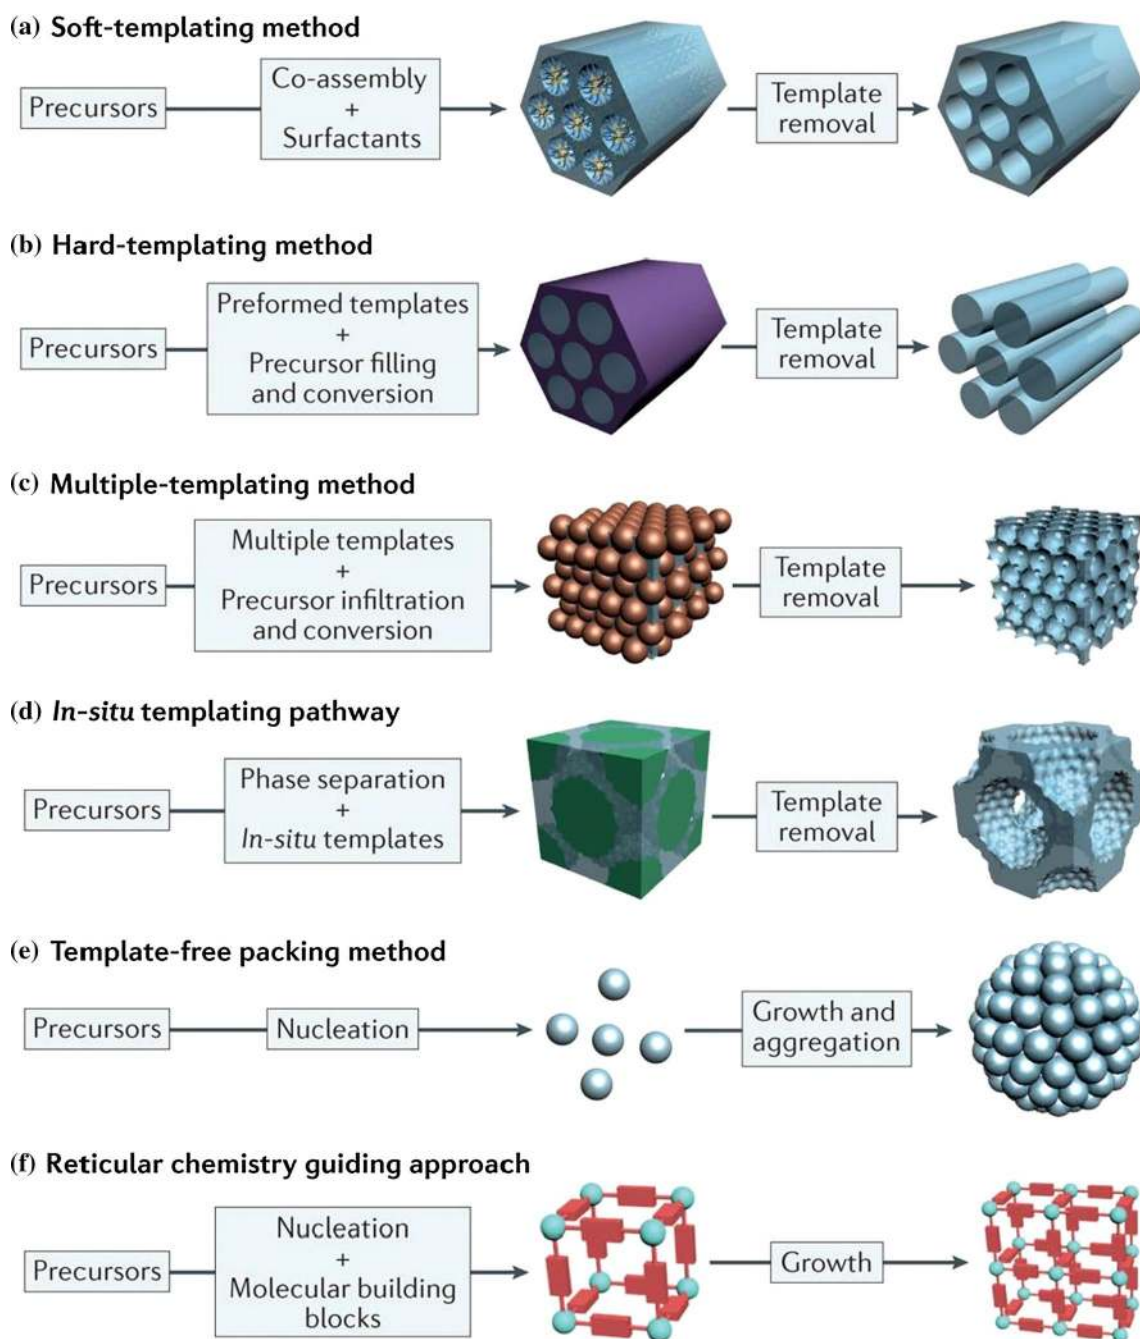 (a) Soft-templating method
Precursors
Co-assembly
+
Surfactants
Template
removal
(b) Hard-templating method
Precursors
Preformed templates
+
Precursor filling
and conversion
Template
removal
(c) Multiple-templating method
Precursors
Multiple templates
+
Precursor infiltration
and conversion
Template
removal
(d) In-situ templating pathway
Precursors
Phase separation
+
In-situ templates
Template
removal
(e) Template-free packing method
Precursors
Nucleation
Growth and
aggregation
(f) Reticular chemistry guiding approach
Precursors
Nucleation
+
Molecular building
blocks
Growth